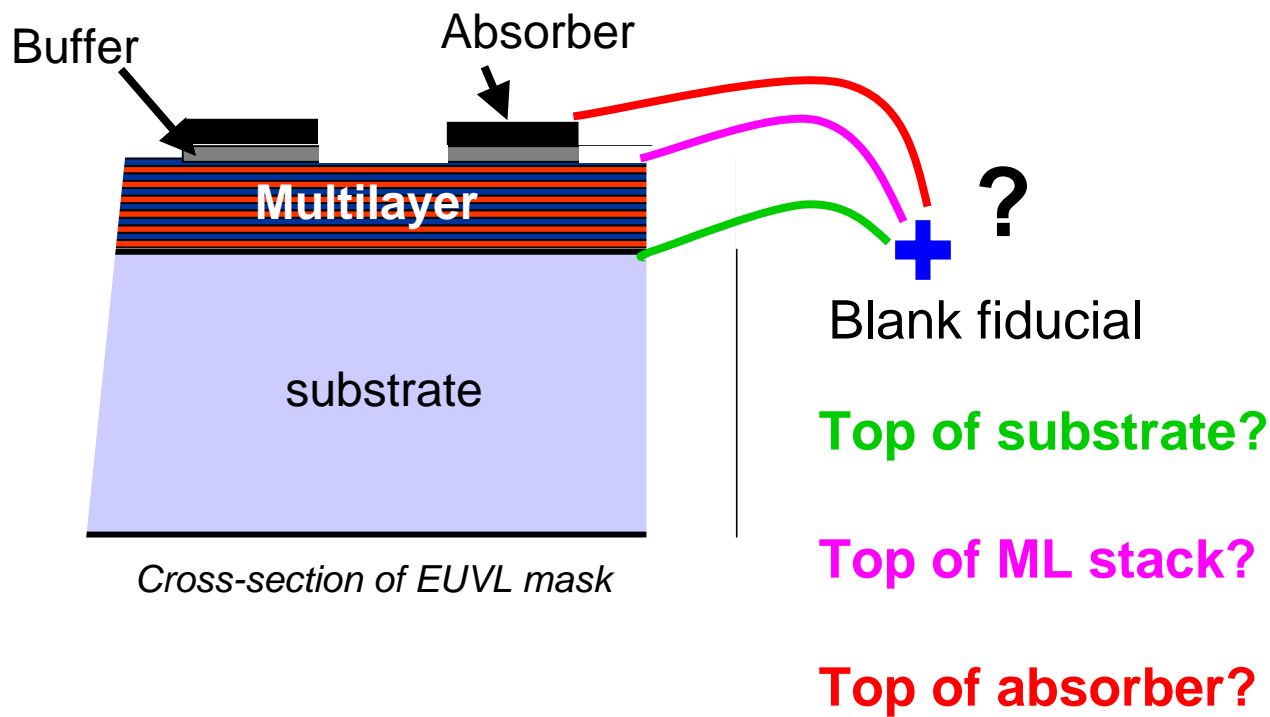 Buffer
Absorber
Multilayer
?
Blank fiducial
substrate
Top of substrate?
Top of ML stack?
Cross-section of EUVL mask
Top of absorber?